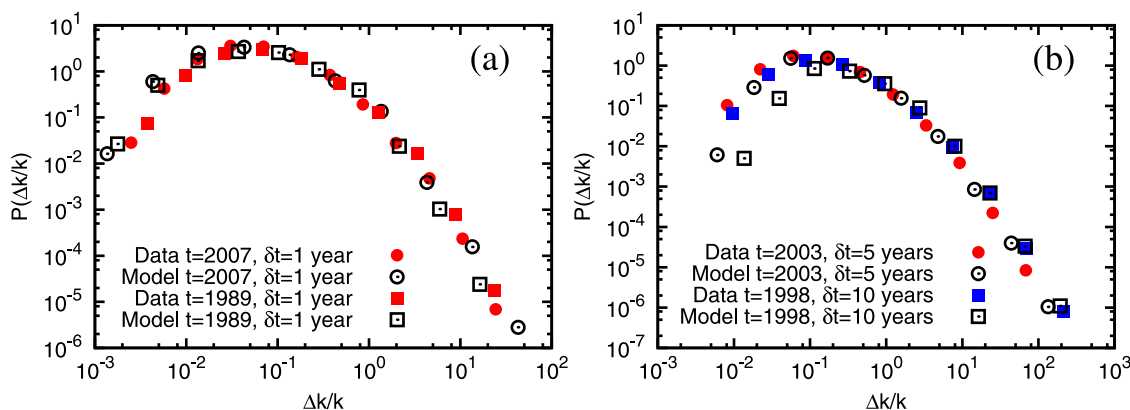 (a)
P(Δk/k)
10^1
10^0
10^-1
10^-2
10^-3
10^-4
10^-5
10^-6
Data t=2007, δt=1 year
Model t=2007, δt=1 year
Data t=1989, δt=1 year
Model t=1989, δt=1 year
10^-3 10^-2 10^-1 10^0 10^1 10^2
Δk/k
(b)
P(Δk/k)
10^1
10^0
10^-1
10^-2
10^-3
10^-4
10^-5
10^-6
10^-7
Data t=2003, δt=5 years
Model t=2003, δt=5 years
Data t=1998, δt=10 years
Model t=1998, δt=10 years
10^-3 10^-2 10^-1 10^0 10^1 10^2 10^3
Δk/k